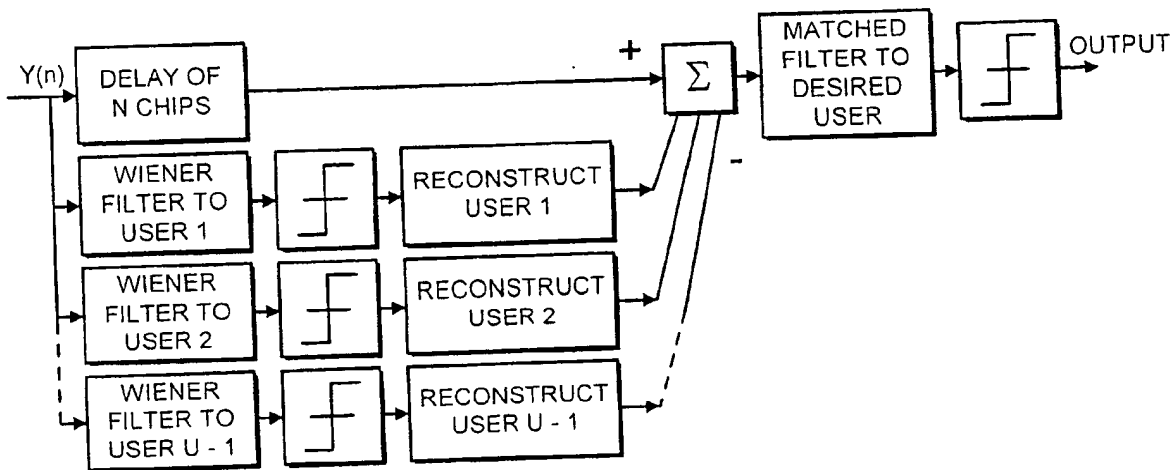 Y(n)
DELAY OF
N CHIPS
+
Σ
MATCHED
FILTER TO
DESIRED
USER
OUTPUT
-
WIENER
FILTER TO
USER 1
RECONSTRUCT
USER 1
WIENER
FILTER TO
USER 2
RECONSTRUCT
USER 2
WIENER
FILTER TO
USER U - 1
RECONSTRUCT
USER U - 1